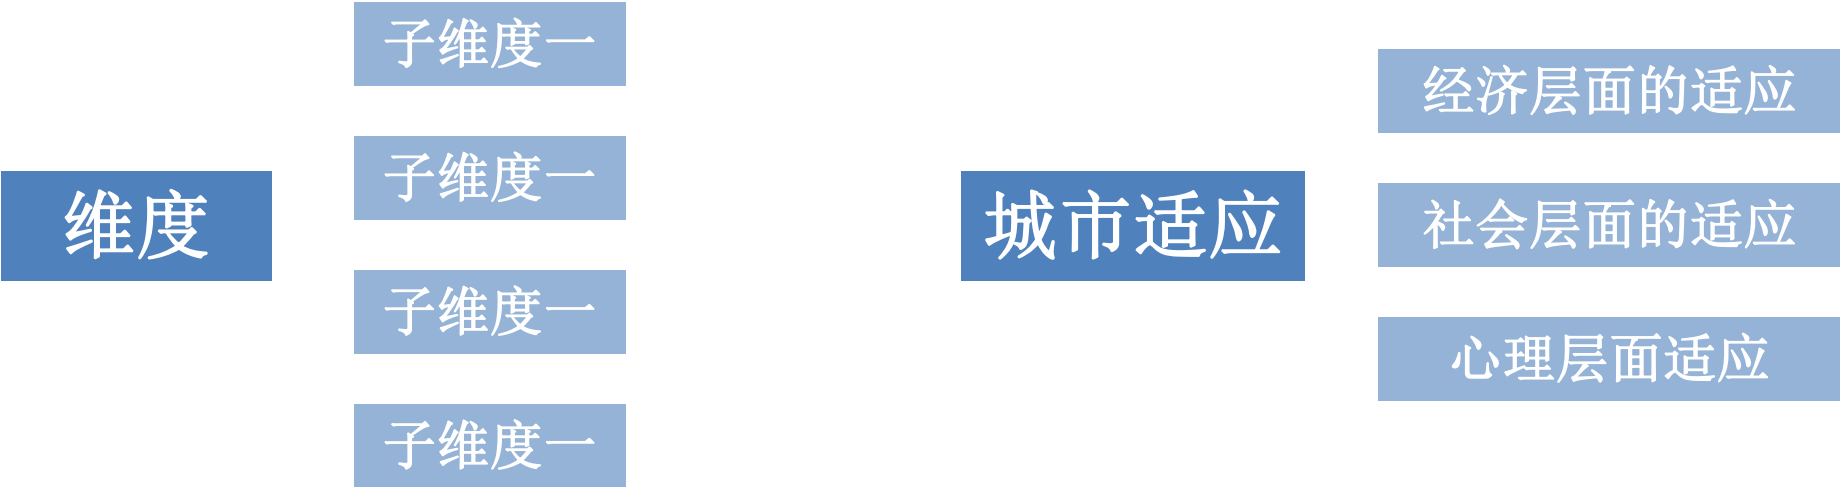 维度
子维度一
子维度一
子维度一
子维度一
城市适应
经济层面的适应
社会层面的适应
心理层面适应